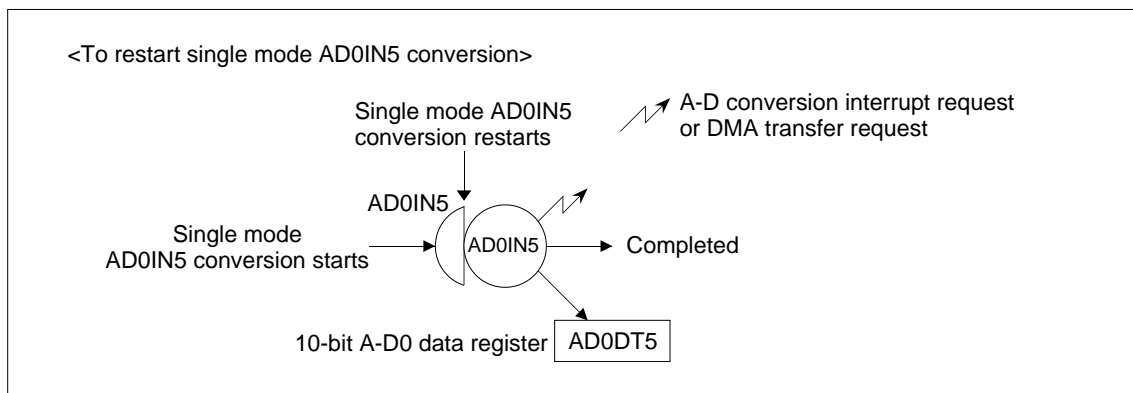 <To restart single mode AD0IN5 conversion>
Single mode AD0IN5
conversion restarts
A-D conversion interrupt request
or DMA transfer request
AD0IN5
Single mode
AD0IN5 conversion starts
AD0IN5
Completed
10-bit A-D0 data register
AD0DT5